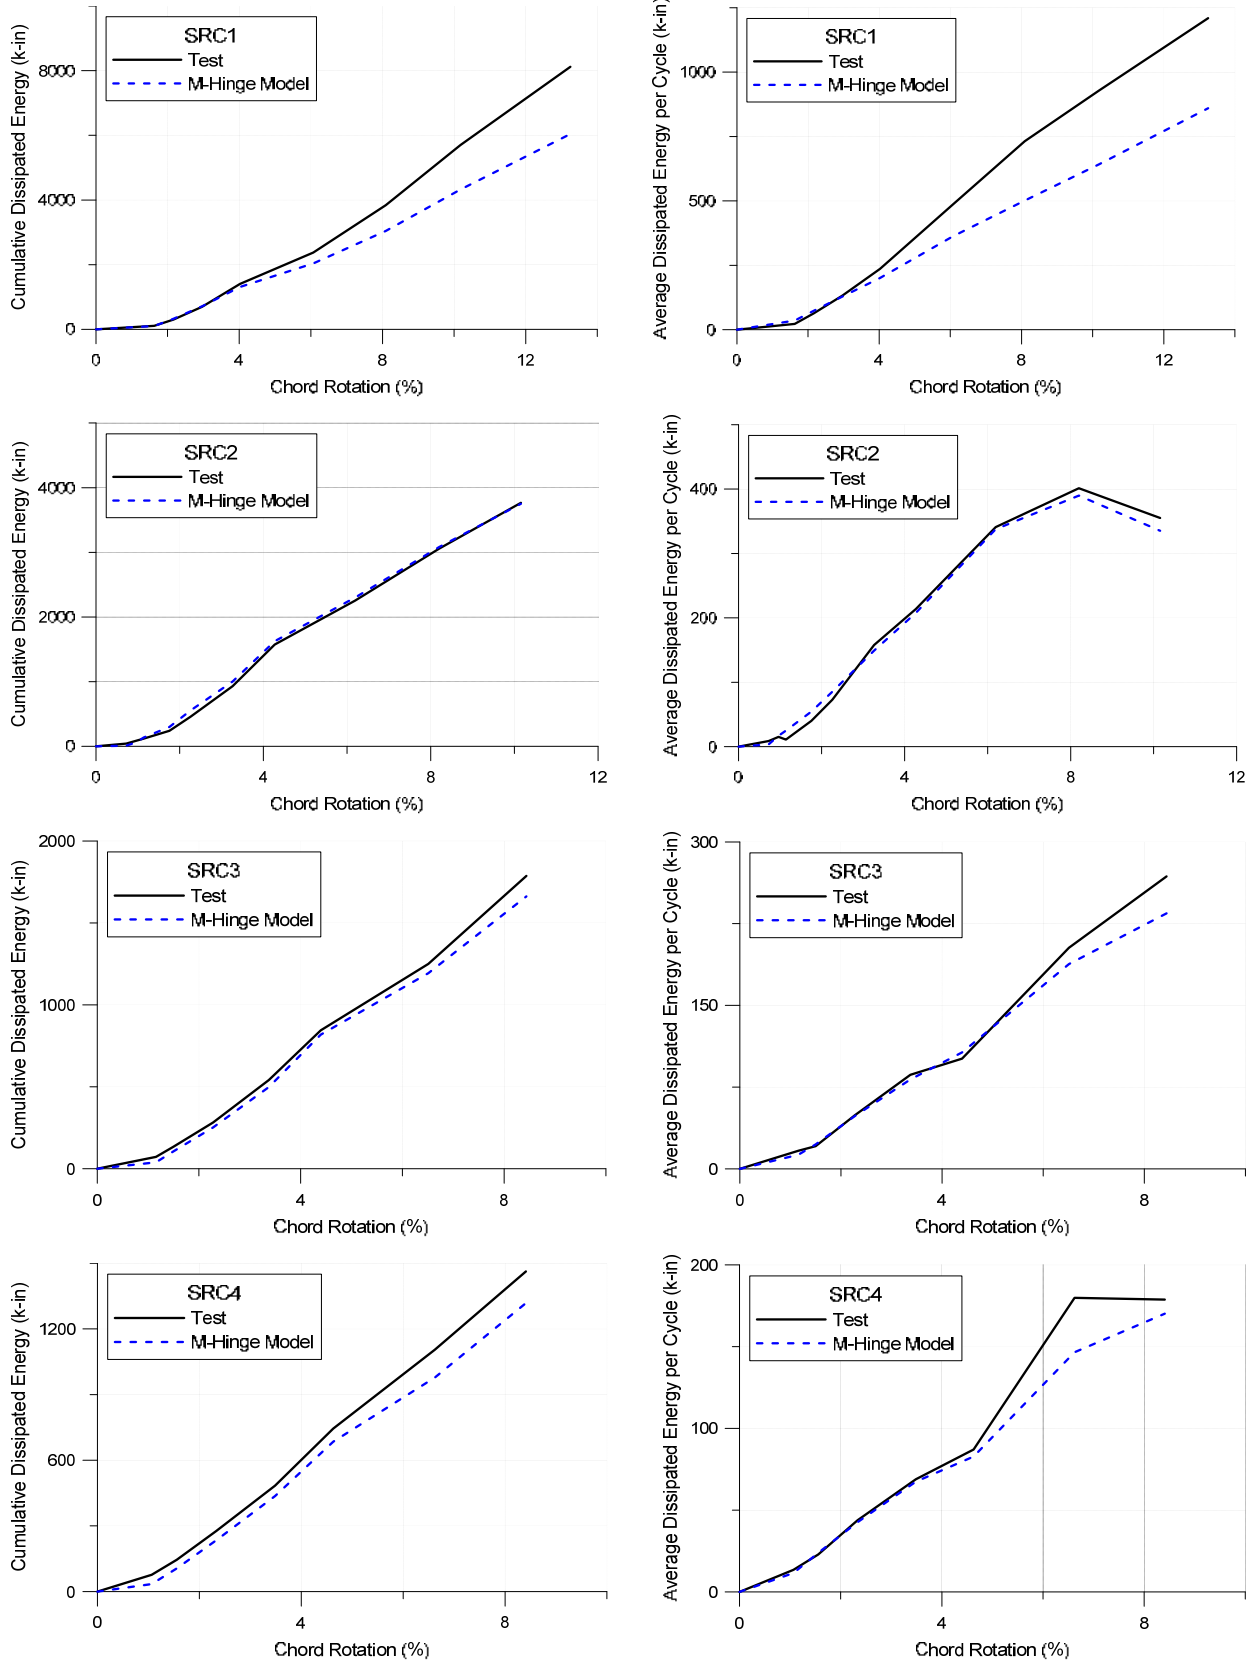 SRC1
Test
M-Hinge Model
Cumulative Dissipated Energy (k-in)
8000
4000
0
0 4 8 12
Chord Rotation (%)
SRC1
Test
M-Hinge Model
Average Dissipated Energy per Cycle (k-in)
1000
500
0
0 4 8 12
Chord Rotation (%)
SRC2
Test
M-Hinge Model
Cumulative Dissipated Energy (k-in)
4000
2000
0
0 4 8 12
Chord Rotation (%)
SRC2
Test
M-Hinge Model
Average Dissipated Energy per Cycle (k-in)
400
200
0
0 4 8 12
Chord Rotation (%)
SRC3
Test
M-Hinge Model
Cumulative Dissipated Energy (k-in)
2000
1000
0
0 4 8
Chord Rotation (%)
SRC3
Test
M-Hinge Model
Average Dissipated Energy per Cycle (k-in)
300
150
0
0 4 8
Chord Rotation (%)
SRC4
Test
M-Hinge Model
Cumulative Dissipated Energy (k-in)
1200
600
0
0 4 8
Chord Rotation (%)
SRC4
Test
M-Hinge Model
Average Dissipated Energy per Cycle (k-in)
200
100
0
0 4 8
Chord Rotation (%)